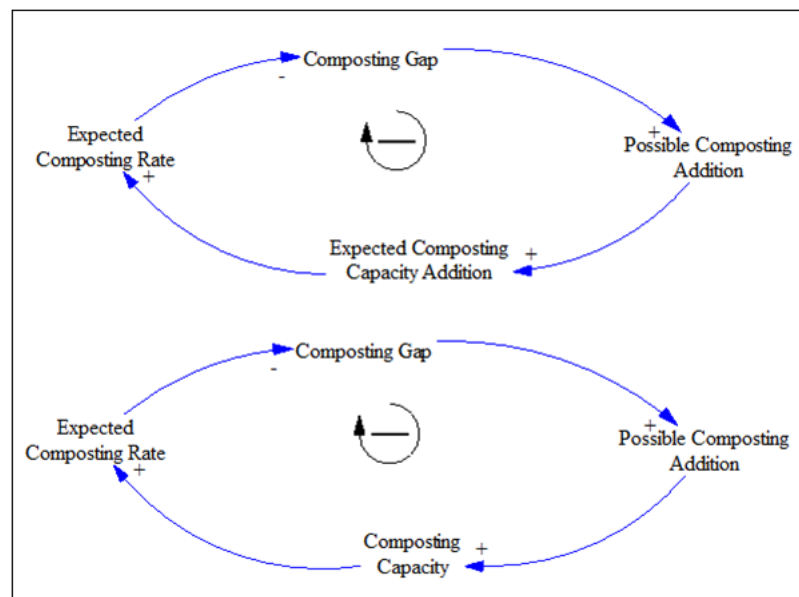 Composting Gap
-
Expected
Composting Rate
+
+
Possible Composting
Addition
Expected Composting
Capacity Addition
+
Composting Gap
-
Expected
Composting Rate
+
+
Possible Composting
Addition
Composting
Capacity
+